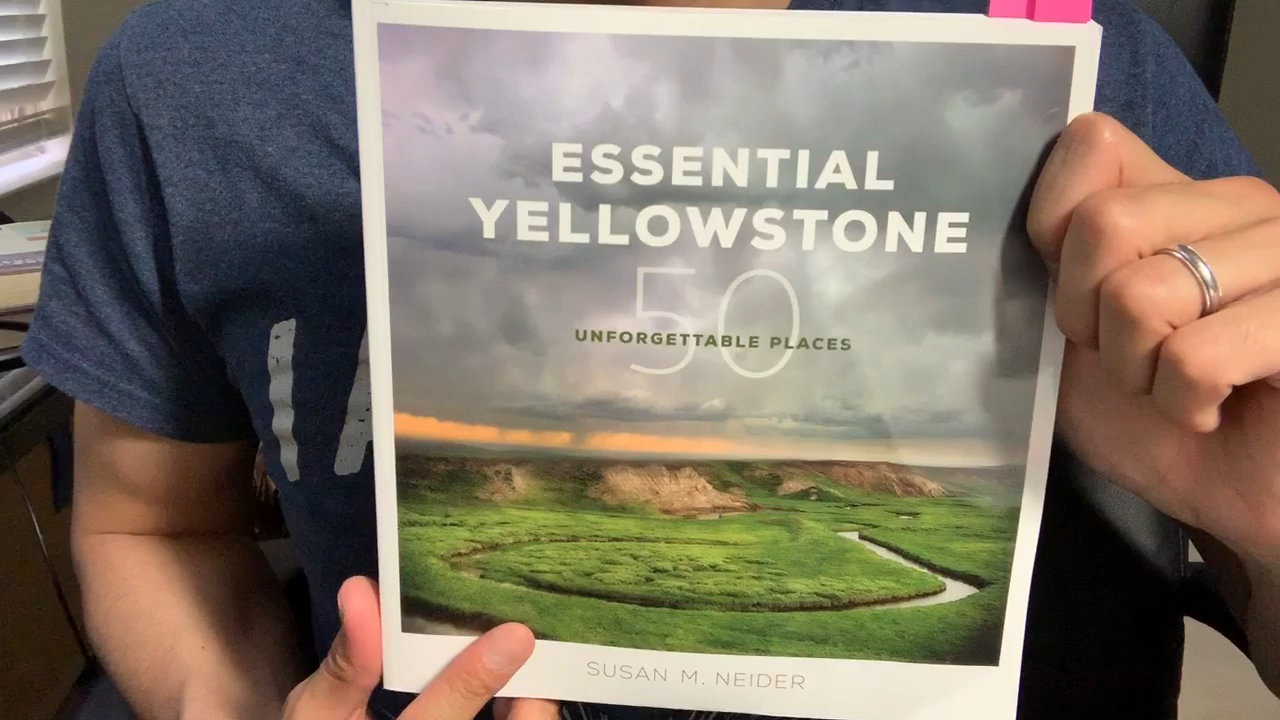 ESSENTIAL
YELLOWSTONE
50
UNFORGETTABLE PLACES
SUSAN M. NEIDER